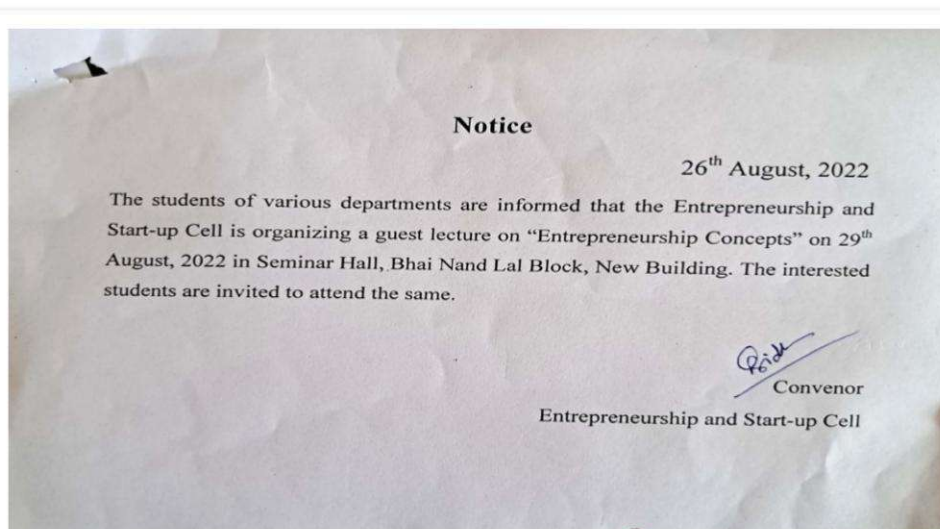 Notice
26th August, 2022
The students of various departments are informed that the Entrepreneurship and
Start-up Cell is organizing a guest lecture on “Entrepreneurship Concepts” on 29th
August, 2022 in Seminar Hall, Bhai Nand Lal Block, New Building. The interested
students are invited to attend the same.
Convenor
Entrepreneurship and Start-up Cell